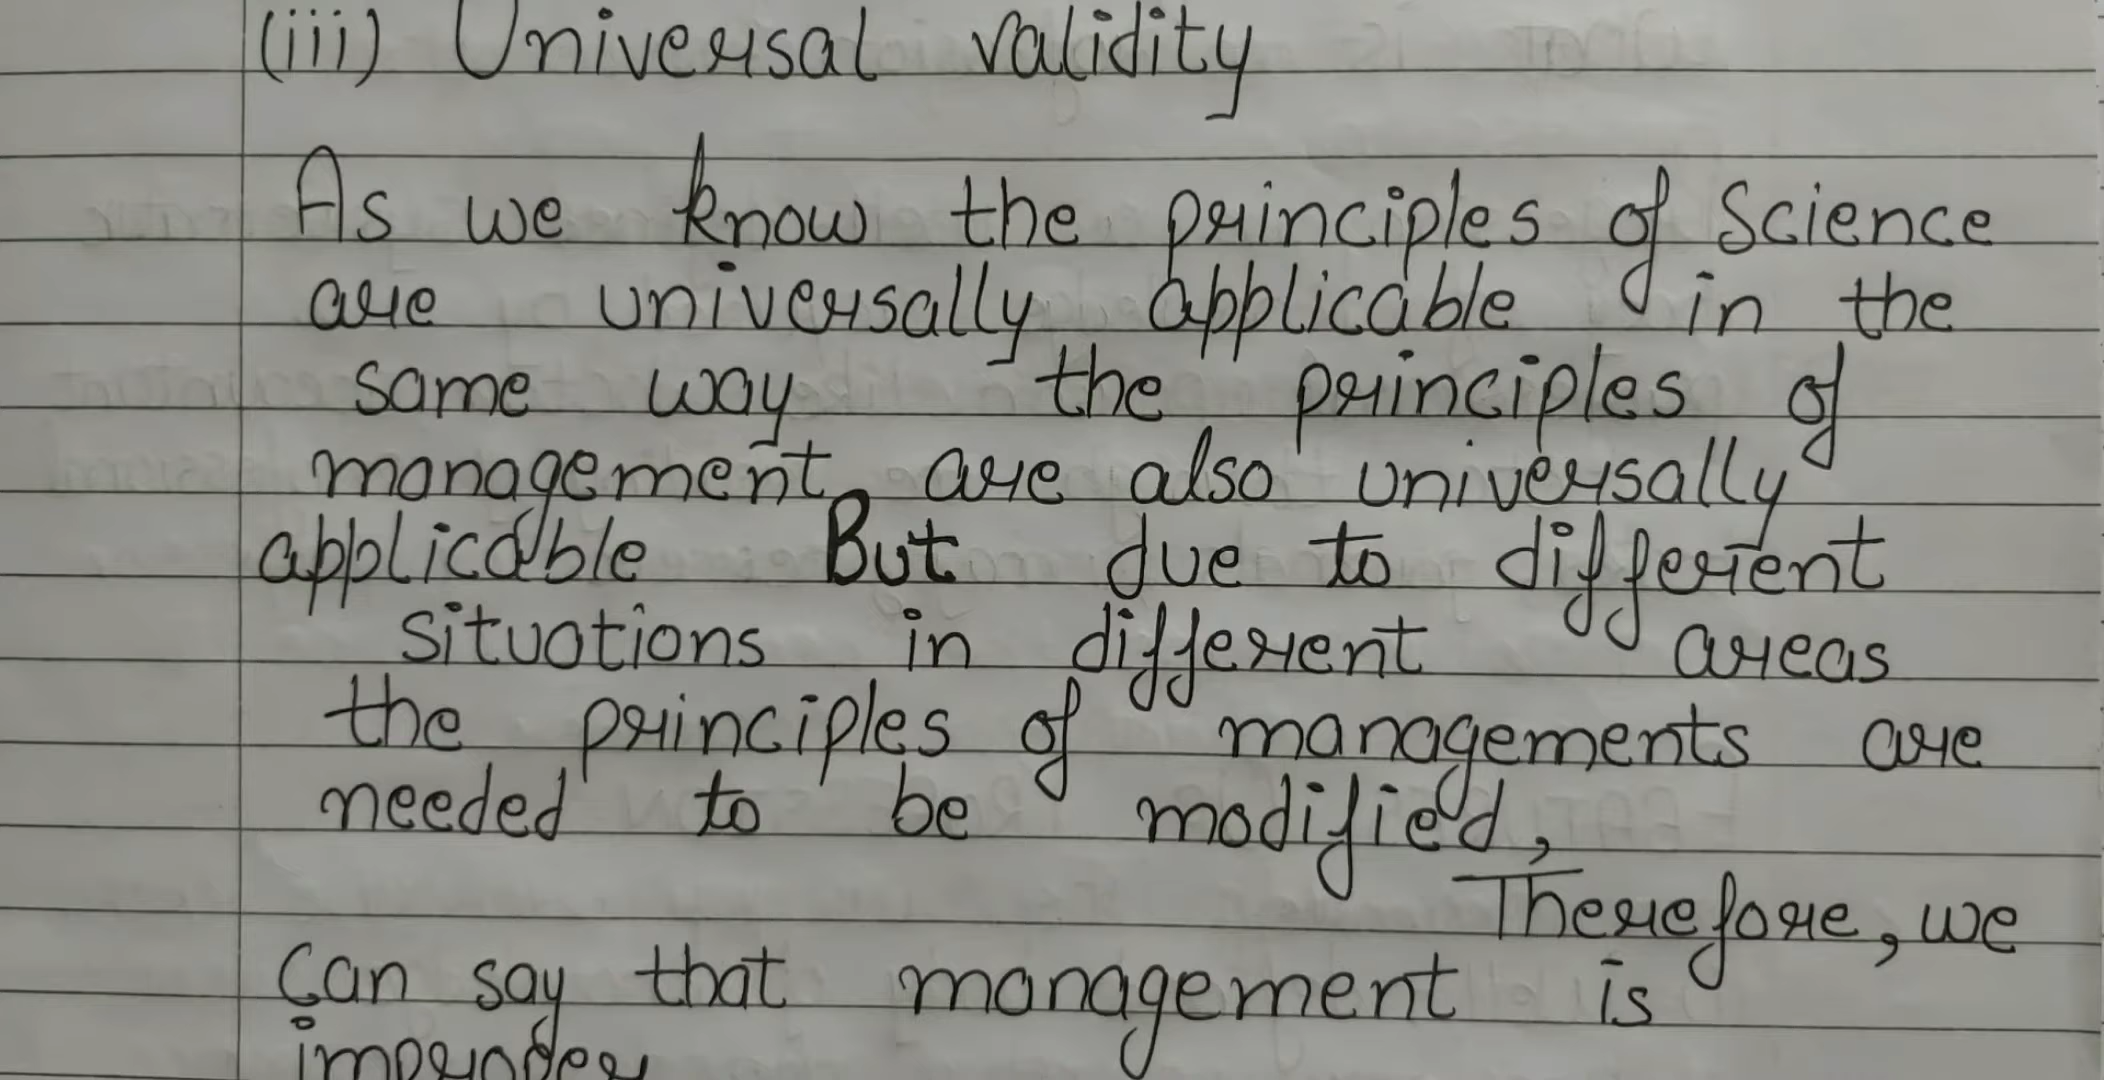 (iii) Universal validity
As we know the principles of Science
are universally applicable in the
same way the principles of
management are also universally
applicable But due to different
situations in different areas
the principles of managements are
needed to be modified,
Therefore, we
can say that management is